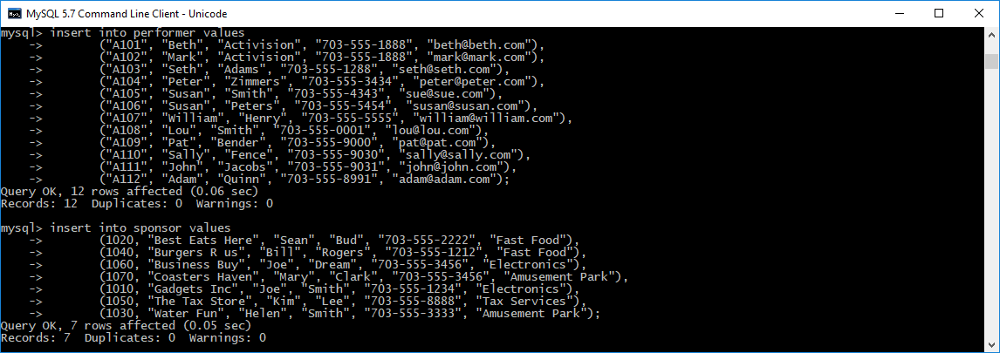 MySQL 5.7 Command Line Client - Unicode
mysql> insert into performer values
    ->         ("A101", "Beth", "Activision", "703-555-1888", "beth@beth.com"),
    ->         ("A102", "Mark", "Activision", "703-555-1888", "mark@mark.com"),
    ->         ("A103", "Seth", "Adams", "703-555-1288", "seth@seth.com"),
    ->         ("A104", "Peter", "Zimmers", "703-555-3434", "peter@peter.com"),
    ->         ("A105", "Susan", "Smith", "703-555-4343", "sue@sue.com"),
    ->         ("A106", "Susan", "Peters", "703-555-5454", "susan@susan.com"),
    ->         ("A107", "William", "Henry", "703-555-5555", "william@william.com"),
    ->         ("A108", "Lou", "Smith", "703-555-0001", "lou@lou.com"),
    ->         ("A109", "Pat", "Bender", "703-555-9000", "pat@pat.com"),
    ->         ("A110", "Sally", "Fence", "703-555-9030", "sally@sally.com"),
    ->         ("A111", "John", "Jacobs", "703-555-9031","john@john.com"),
    ->         ("A112", "Adam", "Quinn", "703-555-8991", "adam@adam.com");
Query OK, 12 rows affected (0.06 sec)
Records: 12  Duplicates: 0  Warnings: 0
mysql> insert into sponsor values
    ->         (1020, "Best Eats Here", "Sean", "Bud", "703-555-2222", "Fast Food"),
    ->         (1040, "Burgers R us", "Bill", "Rogers", "703-555-1212", "Fast Food"),
    ->         (1060, "Business Buy", "Joe", "Dream", "703-555-3456", "Electronics"),
    ->         (1070, "Coasters Haven", "Mary", "Clark", "703-555-3456", "Amusement Park"),
    ->         (1010, "Gadgets Inc", "Joe", "Smith", "703-555-1234", "Electronics"),
    ->         (1050, "The Tax Store", "Kim", "Lee", "703-555-8888", "Tax Services"),
    ->         (1030, "Water Fun", "Helen", "Smith", "703-555-3333", "Amusement Park");
Query OK, 7 rows affected (0.05 sec)
Records: 7  Duplicates: 0  Warnings: 0